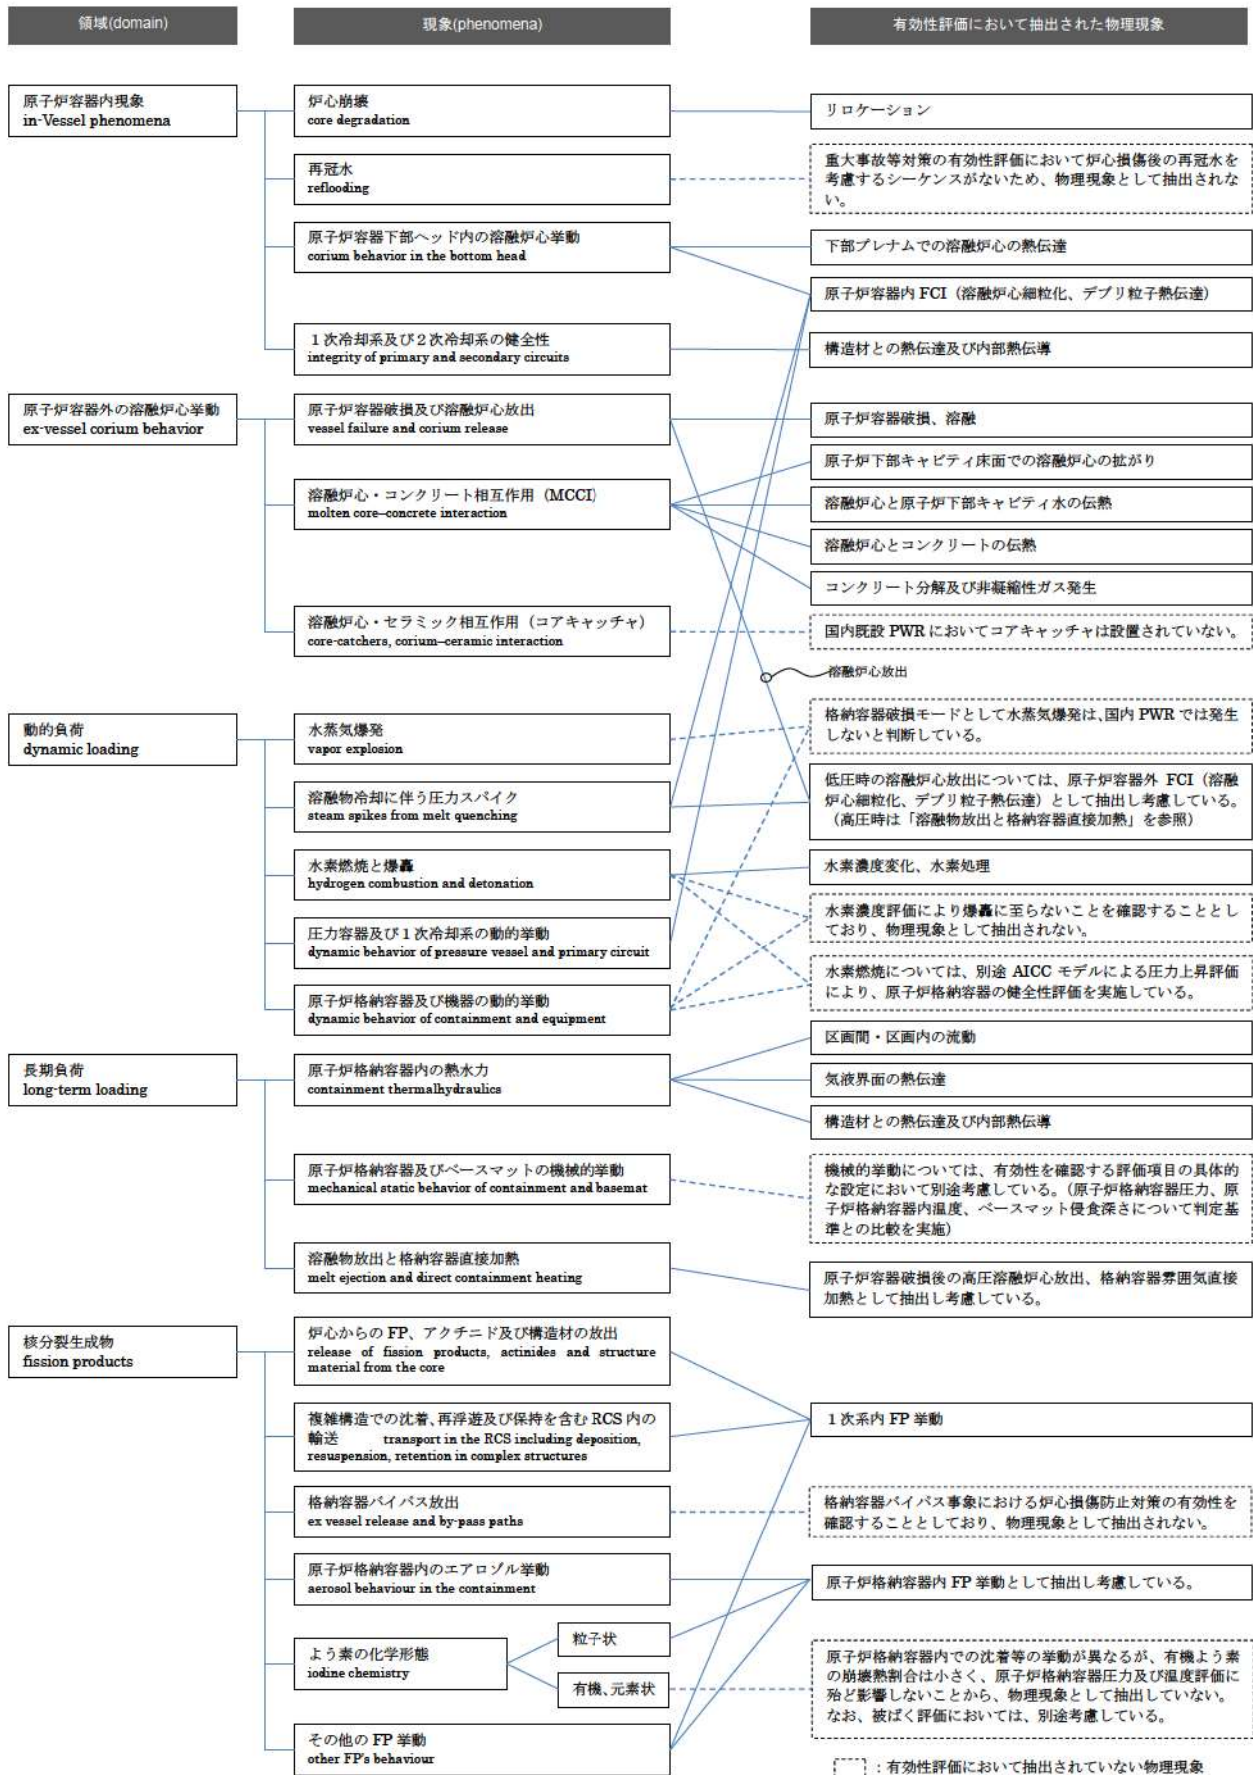 領域(domain)
現象(phenomena)
有効性評価において抽出された物理現象
原子炉容器内現象
in-Vessel phenomena
炉心崩壊
core degradation
リロケーション
再冠水
reflooding
重大事故等対策の有効性評価において炉心損傷後の再冠水を
考慮するシーケンスがないため、物理現象として抽出されな
い。
原子炉容器下部ヘッド内の溶融炉心挙動
corium behavior in the bottom head
下部プレナムでの溶融炉心の熱伝達
原子炉容器内 FCI（溶融炉心細粒化、デブリ粒子熱伝達）
１次冷却系及び２次冷却系の健全性
integrity of primary and secondary circuits
構造材との熱伝達及び内部熱伝導
原子炉容器外の溶融炉心挙動
ex-vessel corium behavior
原子炉容器破損及び溶融炉心放出
vessel failure and corium release
原子炉容器破損、溶融
原子炉下部キャビティ床面での溶融炉心の拡がり
溶融炉心・コンクリート相互作用（MCCI）
molten core–concrete interaction
溶融炉心と原子炉下部キャビティ水の伝熱
溶融炉心とコンクリートの伝熱
コンクリート分解及び非凝縮性ガス発生
溶融炉心・セラミック相互作用（コアキャッチャ）
core-catchers, corium–ceramic interaction
国内既設 PWR においてコアキャッチャは設置されていない。
溶融炉心放出
動的負荷
dynamic loading
水蒸気爆発
vapor explosion
格納容器破損モードとして水蒸気爆発は、国内 PWR では発生
しないと判断している。
溶融物冷却に伴う圧力スパイク
steam spikes from melt quenching
低圧時の溶融炉心放出については、原子炉容器外 FCI（溶融
炉心細粒化、デブリ粒子熱伝達）として抽出し考慮している。
（高圧時は「溶融物放出と格納容器直接加熱」を参照）
水素燃焼と爆轟
hydrogen combustion and detonation
水素濃度変化、水素処理
水素濃度評価により爆轟に至らないことを確認することとし
ており、物理現象として抽出されない。
圧力容器及び１次冷却系の動的挙動
dynamic behavior of pressure vessel and primary circuit
水素燃焼については、別途 AICC モデルによる圧力上昇評価
により、原子炉格納容器の健全性評価を実施している。
原子炉格納容器及び機器の動的挙動
dynamic behavior of containment and equipment
区画間・区画内の流動
長期負荷
long-term loading
原子炉格納容器内の熱水力
containment thermalhydraulics
気液界面の熱伝達
構造材との熱伝達及び内部熱伝導
原子炉格納容器及びベースマットの機械的挙動
mechanical static behavior of containment and basemat
機械的挙動については、有効性を確認する評価項目の具体的
な設定において別途考慮している。（原子炉格納容器圧力、原
子炉格納容器内温度、ベースマット侵食深さについて判定基
準との比較を実施）
溶融物放出と格納容器直接加熱
melt ejection and direct containment heating
原子炉容器破損後の高圧溶融炉心放出、格納容器雰囲気直接
加熱として抽出し考慮している。
核分裂生成物
fission products
炉心からの FP、アクチニド及び構造材の放出
release of fission products, actinides and structure
material from the core
複雑構造での沈着、再浮遊及び保持を含む RCS 内の
輸送 transport in the RCS including deposition,
resuspension, retention in complex structures
１次系内 FP 挙動
格納容器バイパス放出
ex vessel release and by-pass paths
格納容器バイパス事象における炉心損傷防止対策の有効性を
確認することとしており、物理現象として抽出されない。
原子炉格納容器内のエアロゾル挙動
aerosol behaviour in the containment
原子炉格納容器内 FP 挙動として抽出し考慮している。
よう素の化学形態
iodine chemistry
粒子状
有機、元素状
原子炉格納容器内での沈着等の挙動が異なるが、有機よう素
の崩壊熱割合は小さく、原子炉格納容器圧力及び温度評価に
殆ど影響しないことから、物理現象として抽出していない。
なお、被ばく評価においては、別途考慮している。
その他の FP 挙動
other FP's behaviour
：有効性評価において抽出されていない物理現象